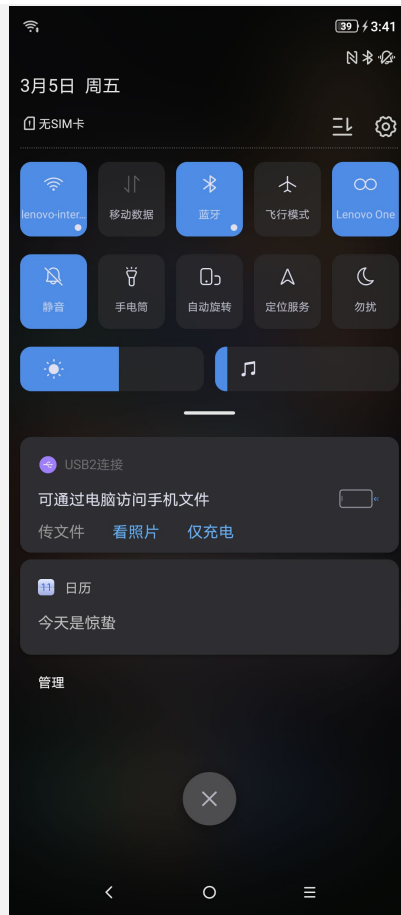 39 3:41
3月5日 周五
无SIM卡
lenovo-inter... 移动数据 蓝牙 飞行模式 Lenovo One
静音 手电筒 自动旋转 定位服务 勿扰
USB2连接
可通过电脑访问手机文件
传文件 看照片 仅充电
11 日历
今天是惊蛰
管理